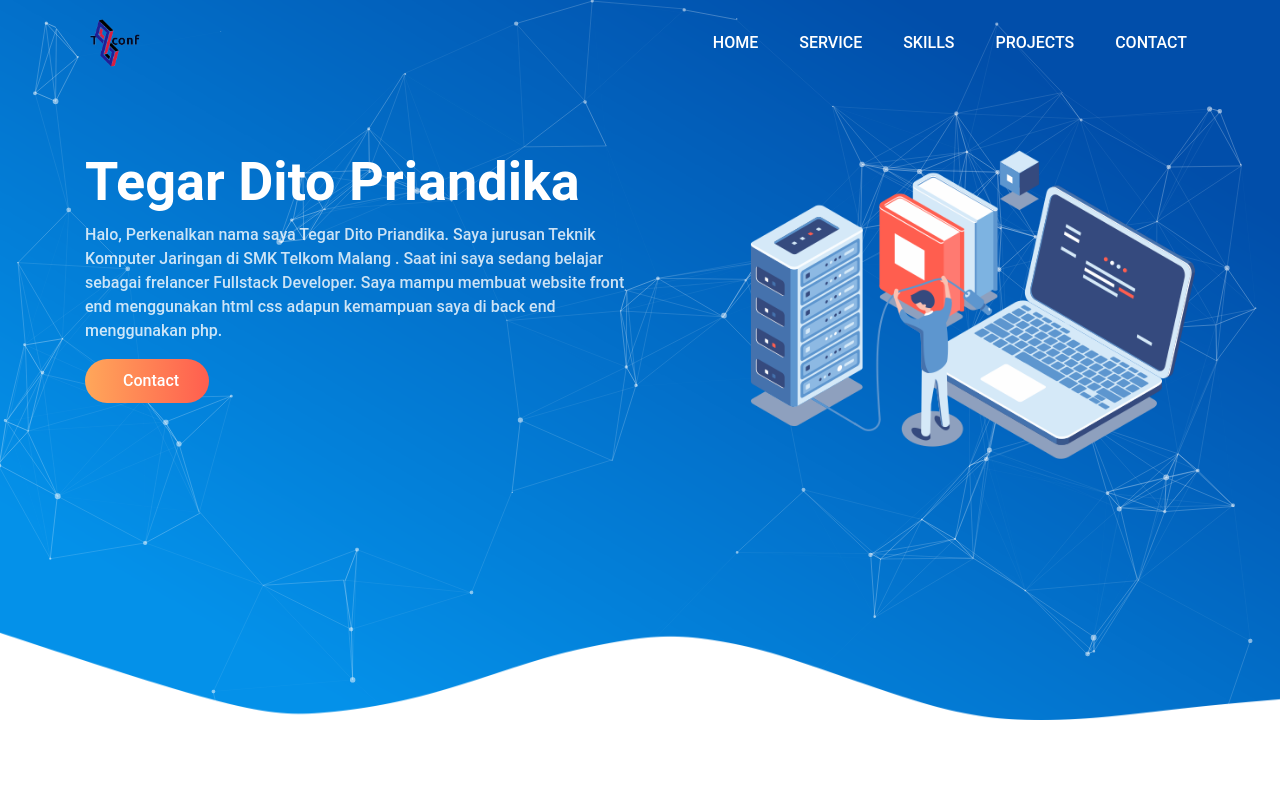 T conf
HOME SERVICE SKILLS PROJECTS CONTACT
Tegar Dito Priandika
Halo, Perkenalkan nama saya Tegar Dito Priandika. Saya jurusan Teknik
Komputer Jaringan di SMK Telkom Malang . Saat ini saya sedang belajar
sebagai frelancer Fullstack Developer. Saya mampu membuat website front
end menggunakan html css adapun kemampuan saya di back end
menggunakan php.
Contact